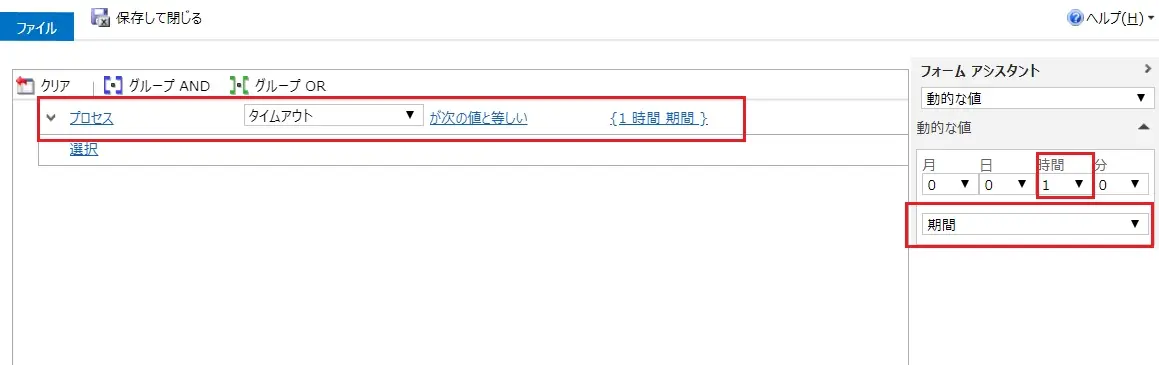 ファイル 保存して閉じる ヘルプ(H)
クリア グループ AND グループ OR
プロセス タイムアウト が次の値と等しい {1 時間 期間 }
選択
フォーム アシスタント
動的な値
動的な値
月 日 時間 分
0 0 1 0
期間